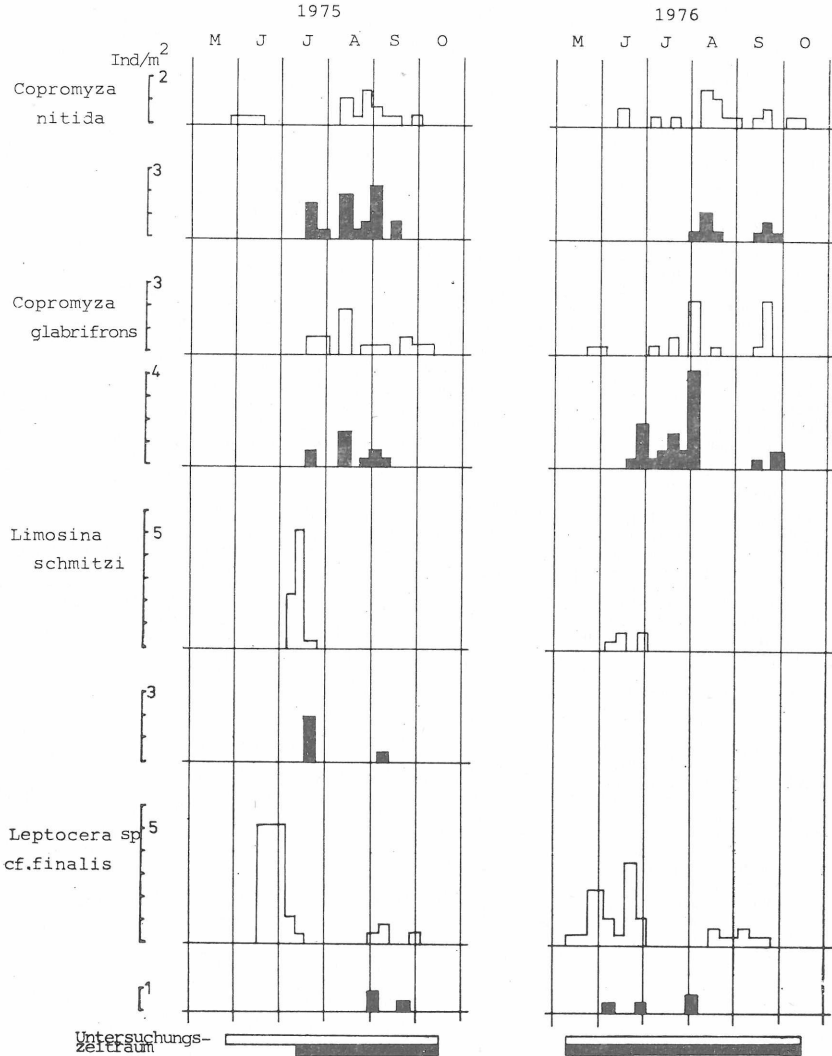 1975
1976
M J J A S O
M J J A S O
Ind/m2
Copromyza
nitida
2
3
Copromyza
glabrifrons
3
4
Limosina
schmitzi
5
3
Leptocera sp
cf.finalis
5
1
Untersuchungs-
zeitraum